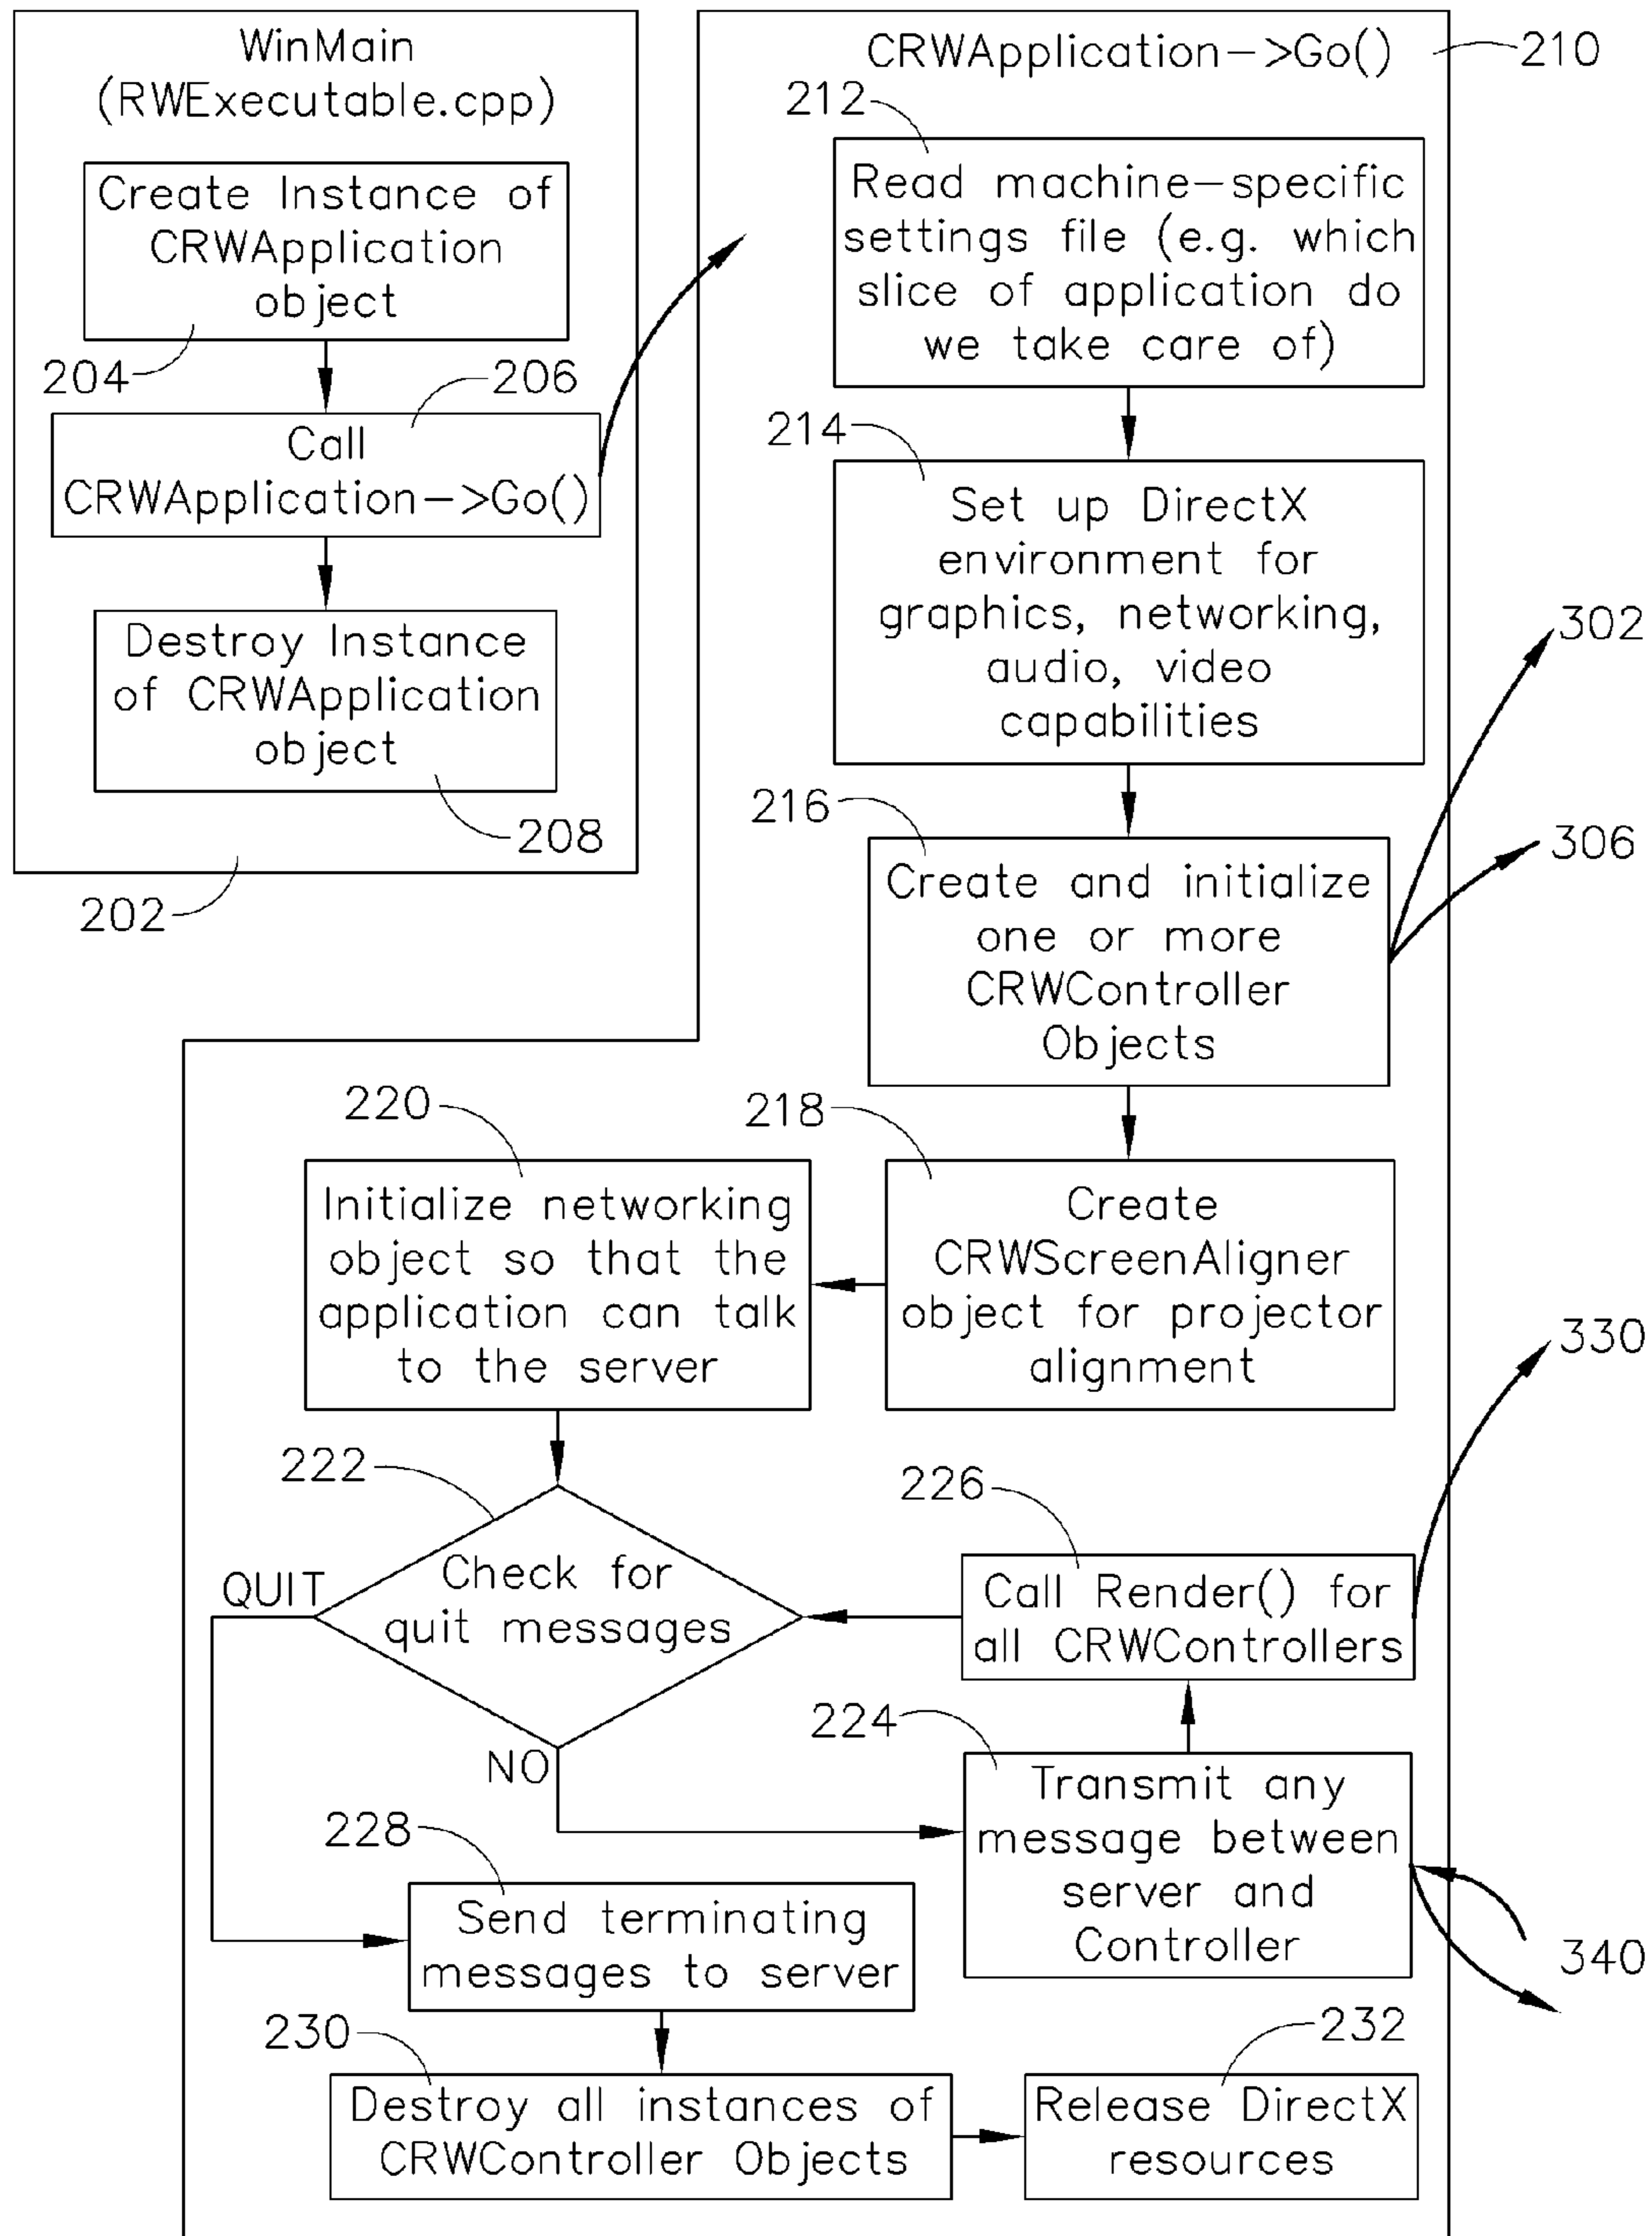 WinMain
(RWExecutable.cpp)
Create Instance of
CRWApplication
object
204
206
Call
CRWApplication->Go()
Destroy Instance
of CRWApplication
object
208
202
CRWApplication->Go()
210
212
Read machine-specific
settings file (e.g. which
slice of application do
we take care of)
214
Set up DirectX
environment for
graphics, networking,
audio, video
capabilities
302
216
306
Create and initialize
one or more
CRWController
Objects
218
Create
CRWScreenAligner
object for projector
alignment
220
Initialize networking
object so that the
application can talk
to the server
222
Check for
quit messages
QUIT
NO
330
226
Call Render() for
all CRWControllers
224
Transmit any
message between
server and
Controller
340
228
Send terminating
messages to server
230
Destroy all instances of
CRWController Objects
232
Release DirectX
resources